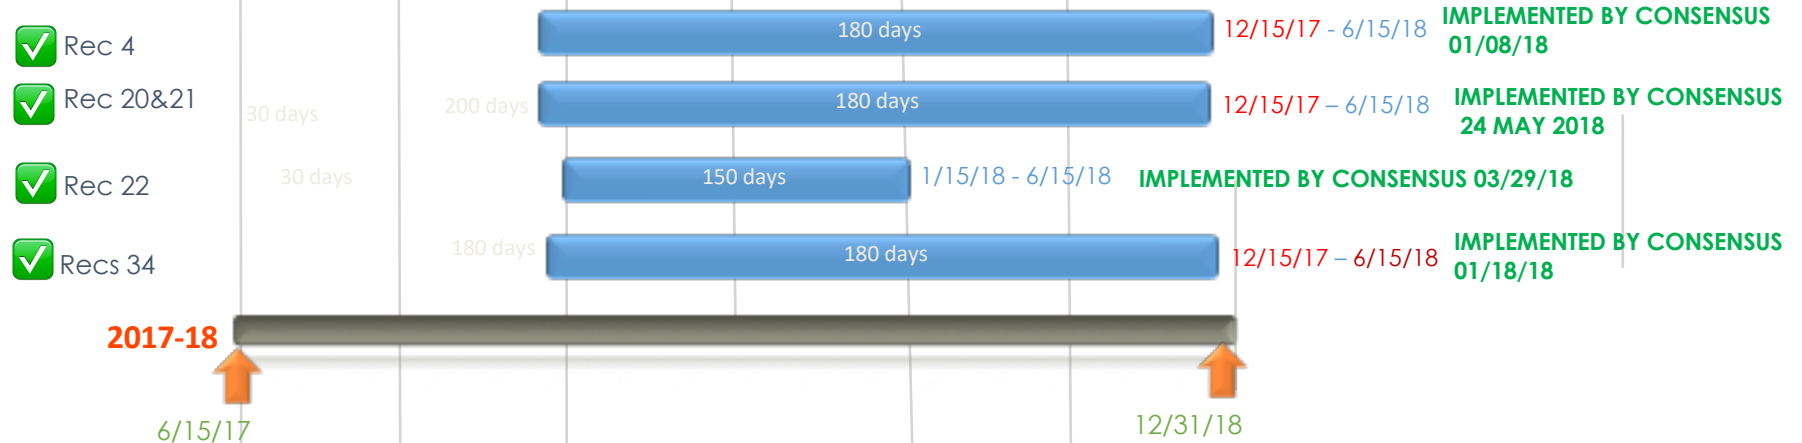 Rec 4
180 days
12/15/17 - 6/15/18
IMPLEMENTED BY CONSENSUS
01/08/18
Rec 20&21
30 days
200 days
180 days
12/15/17 – 6/15/18
IMPLEMENTED BY CONSENSUS
24 MAY 2018
Rec 22
30 days
150 days
1/15/18 - 6/15/18
IMPLEMENTED BY CONSENSUS 03/29/18
Recs 34
180 days
180 days
12/15/17 – 6/15/18
IMPLEMENTED BY CONSENSUS
01/18/18
2017-18
6/15/17
12/31/18